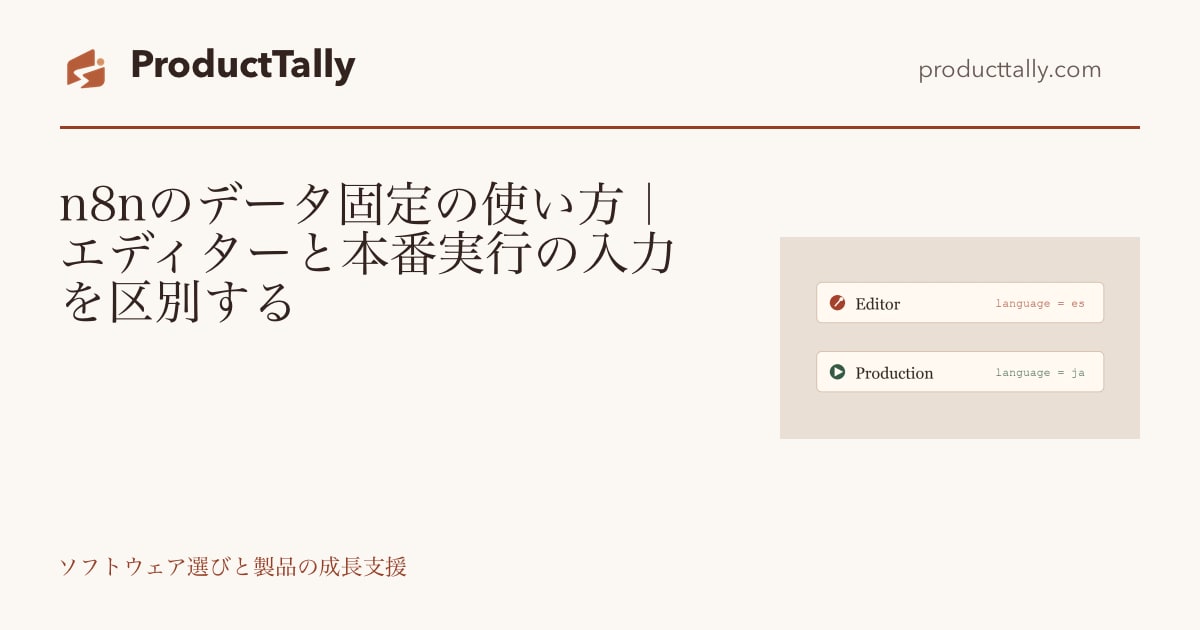 ProductTally
producttally.com
n8nのデータ固定の使い方｜
エディターと本番実行の入力
を区別する
Editor
language = es
Production
language = ja
ソフトウェア選びと製品の成長支援